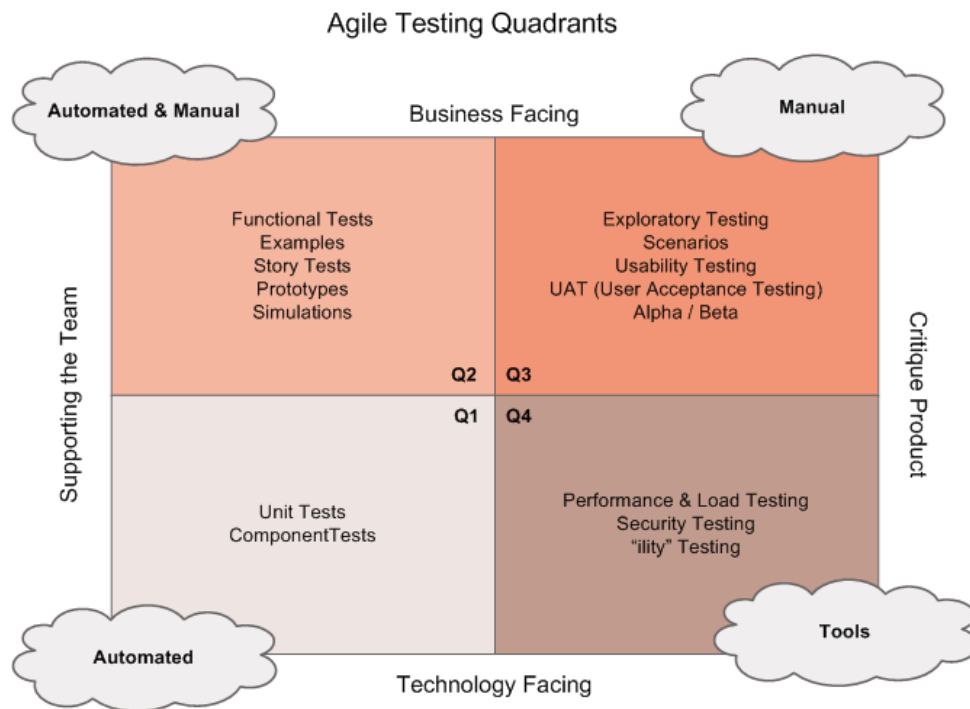 Agile Testing Quadrants
Automated & Manual
Business Facing
Manual
Functional Tests
Examples
Story Tests
Prototypes
Simulations
Q2
Exploratory Testing
Scenarios
Usability Testing
UAT (User Acceptance Testing)
Alpha / Beta
Q3
Supporting the Team
Critique Product
Q1
Unit Tests
ComponentTests
Q4
Performance & Load Testing
Security Testing
“ility” Testing
Automated
Technology Facing
Tools